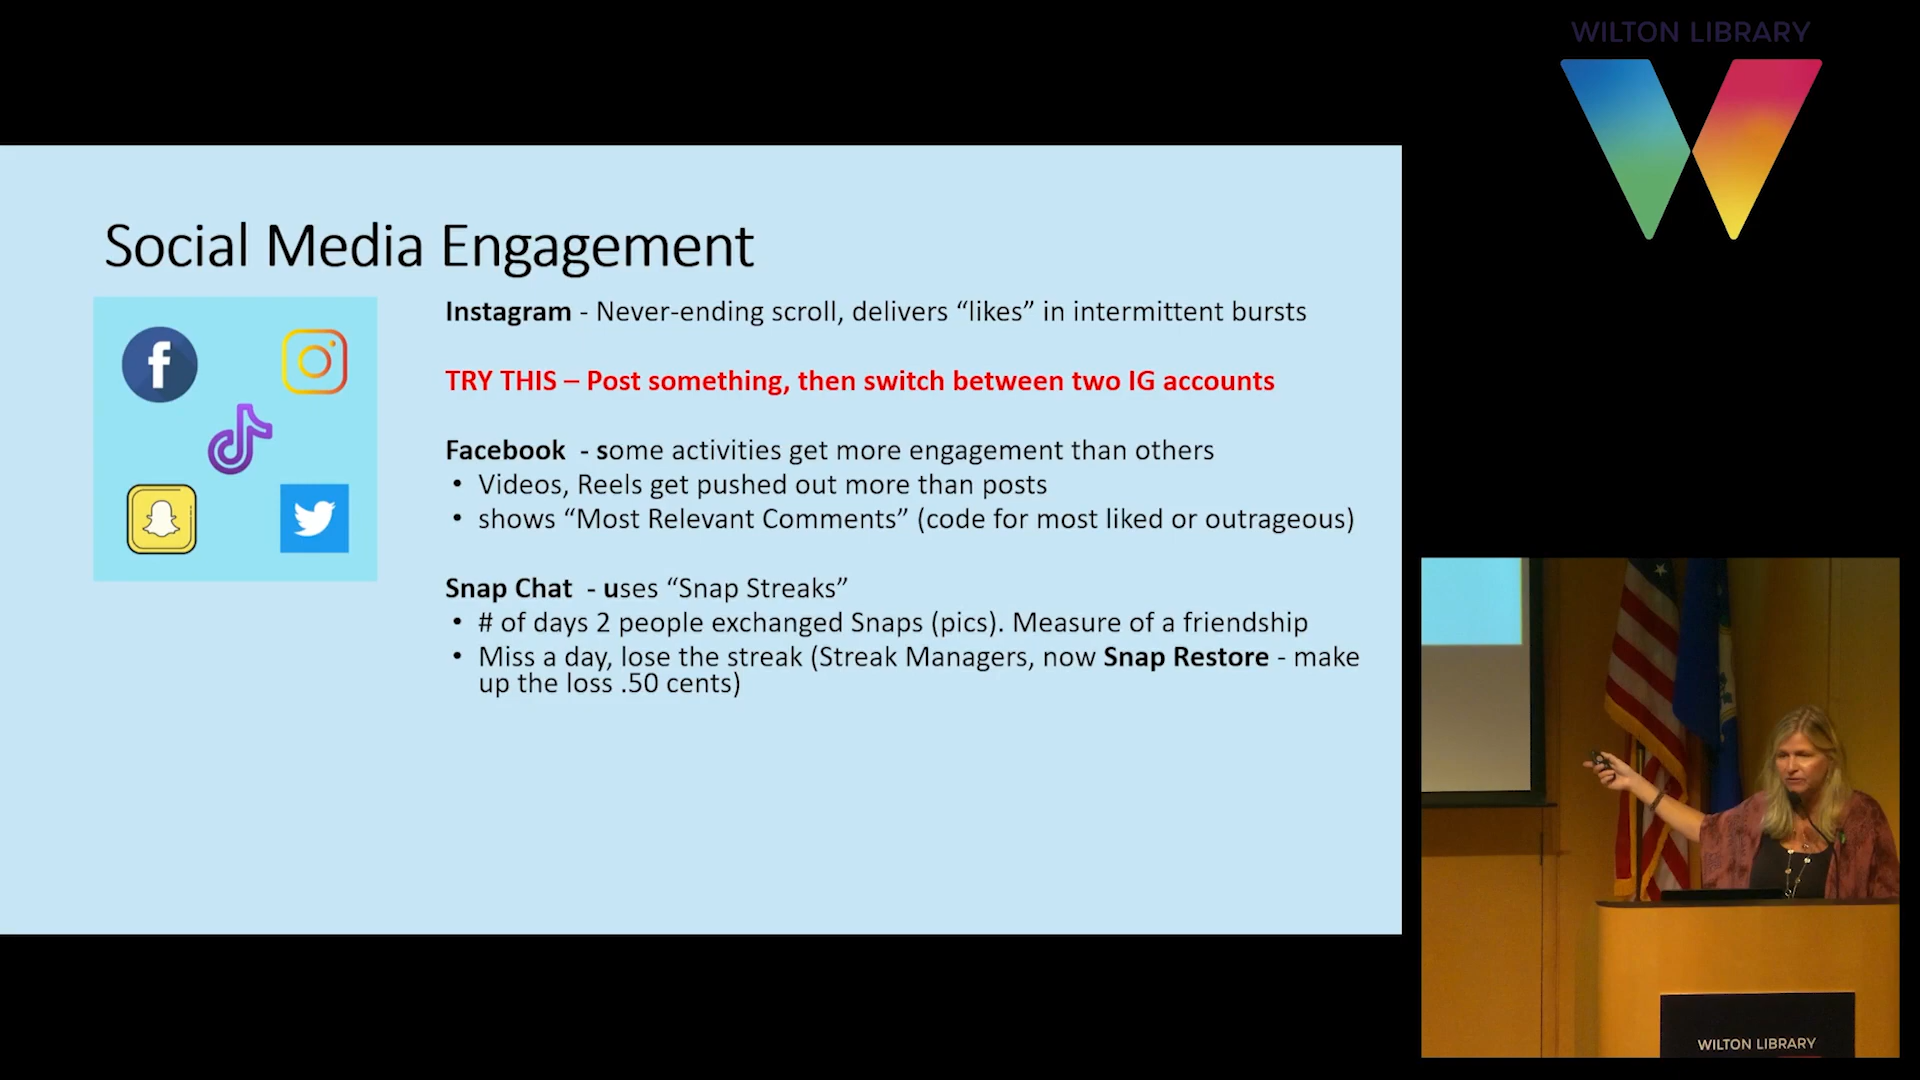 WILTON LIBRARY
Social Media Engagement
Instagram - Never-ending scroll, delivers “likes” in intermittent bursts
TRY THIS – Post something, then switch between two IG accounts
Facebook - some activities get more engagement than others
• Videos, Reels get pushed out more than posts
• shows “Most Relevant Comments” (code for most liked or outrageous)
Snap Chat - uses “Snap Streaks”
• # of days 2 people exchanged Snaps (pics). Measure of a friendship
• Miss a day, lose the streak (Streak Managers, now Snap Restore - make
up the loss .50 cents)
WILTON LIBRARY